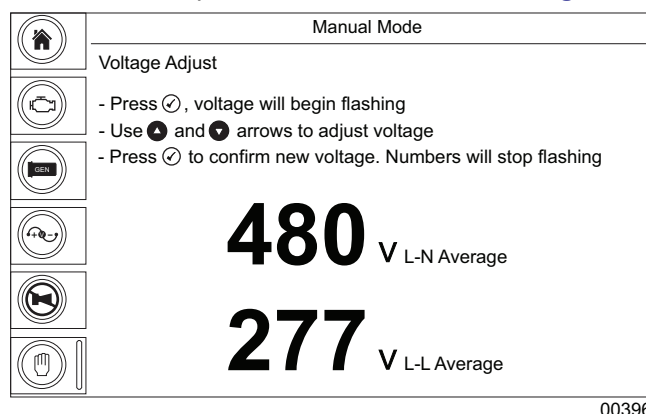 Manual Mode
Voltage Adjust
- Press ✓, voltage will begin flashing
- Use ▲ and ▼ arrows to adjust voltage
- Press ✓ to confirm new voltage. Numbers will stop flashing
GEN
480 V L-N Average
277 V L-L Average